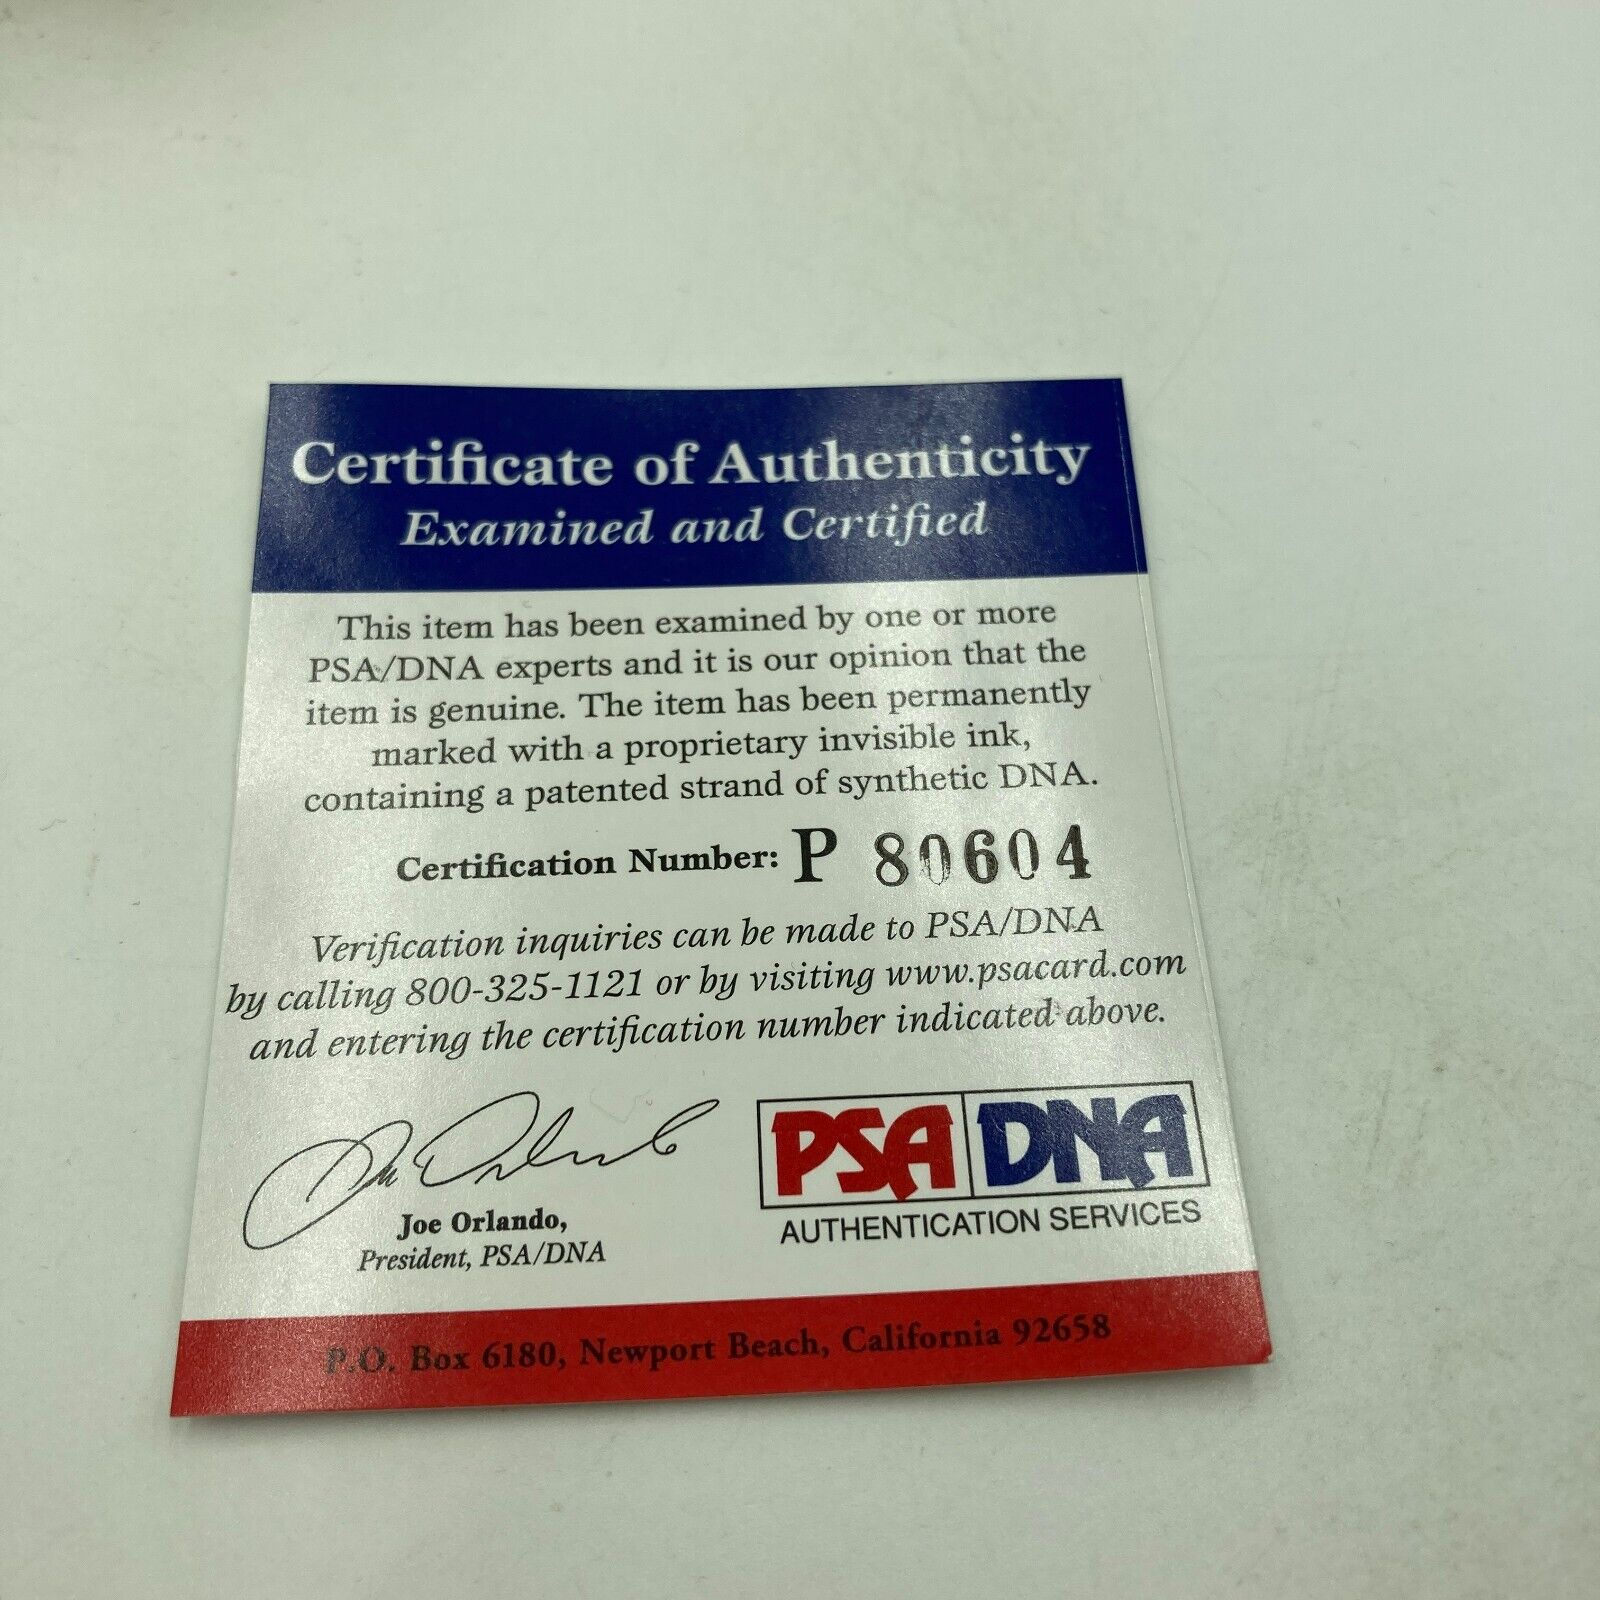 Certificate of Authenticity
Examined and Certified
This item has been examined by one or more
PSA/DNA experts and it is our opinion that the
item is genuine. The item has been permanently
marked with a proprietary invisible ink,
containing a patented strand of synthetic DNA.
Certification Number: P 80604
Verification inquiries can be made to PSA/DNA
by calling 800-325-1121 or by visiting www.psacard.com
and entering the certification number indicated above.
Joe Orlando,
President, PSA/DNA
PSA DNA
AUTHENTICATION SERVICES
P.O. Box 6180, Newport Beach, California 92658